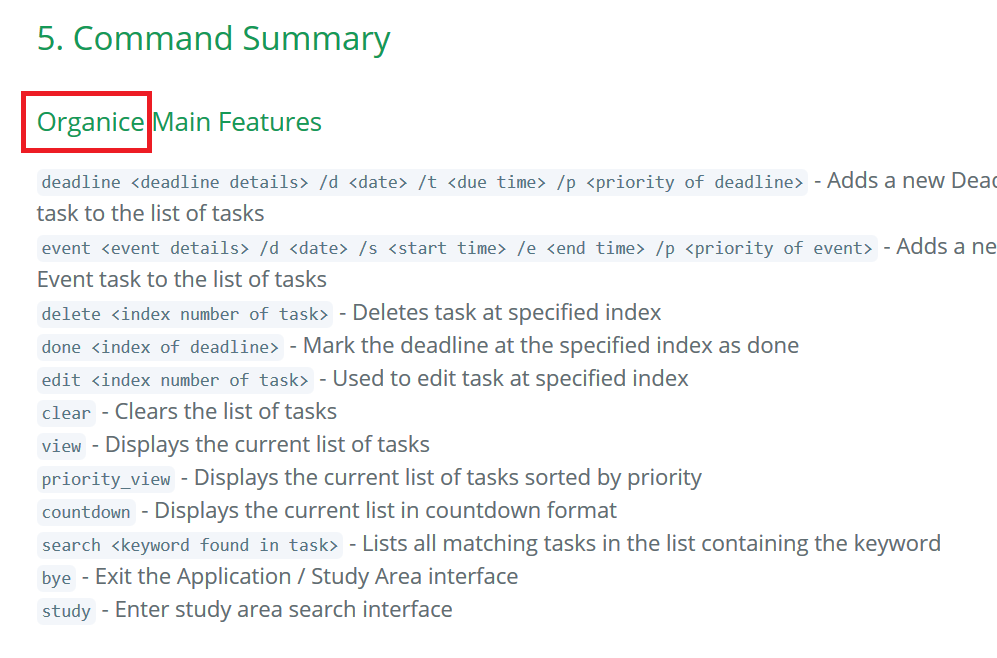 5. Command Summary
Organice Main Features
deadline <deadline details> /d <date> /t <due time> /p <priority of deadline> - Adds a new
task to the list of tasks
event <event details> /d <date> /s <start time> /e <end time> /p <priority of event> - Adds a
Event task to the list of tasks
delete <index number of task> - Deletes task at specified index
done <index of deadline> - Mark the deadline at the specified index as done
edit <index number of task> - Used to edit task at specified index
clear - Clears the list of tasks
view - Displays the current list of tasks
priority_view - Displays the current list of tasks sorted by priority
countdown - Displays the current list in countdown format
search <keyword found in task> - Lists all matching tasks in the list containing the keyword
bye - Exit the Application / Study Area interface
study - Enter study area search interface